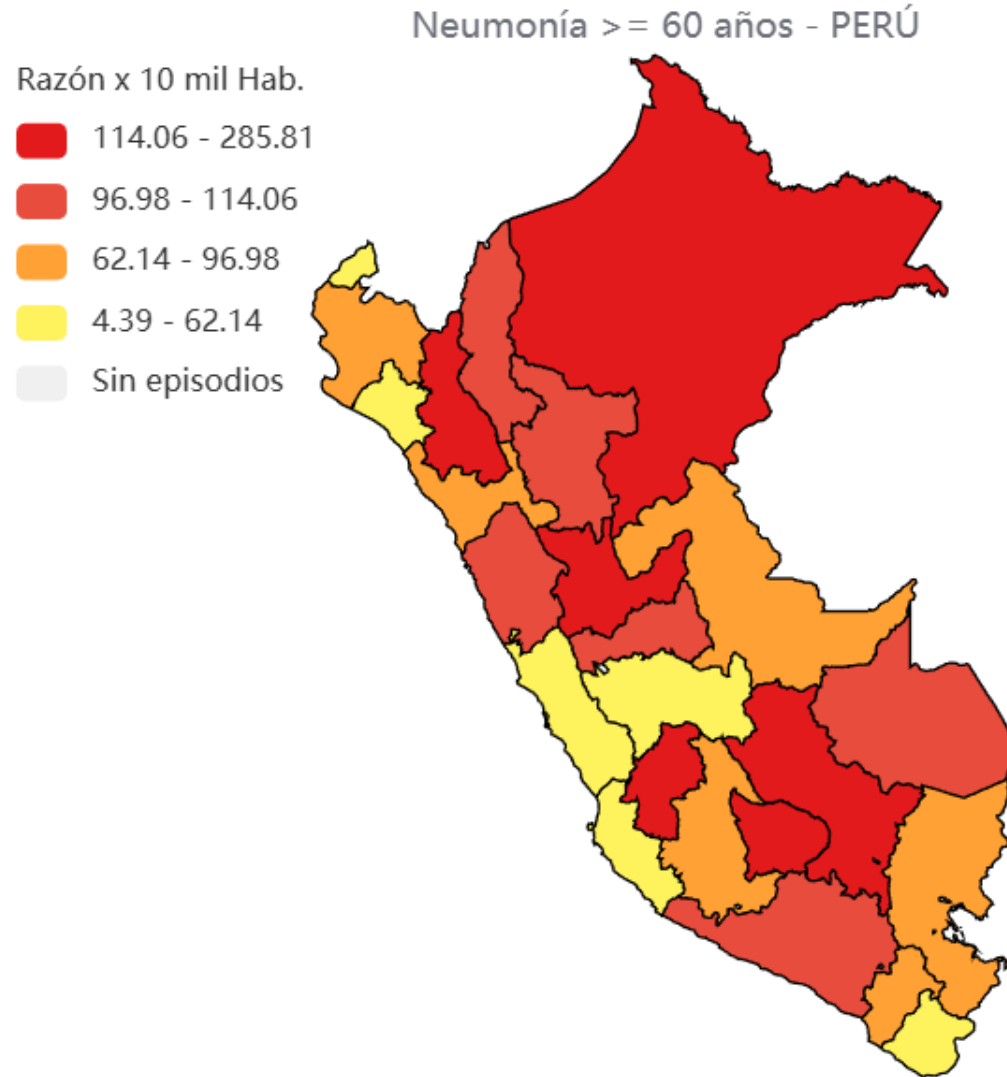 Neumonía >= 60 años - PERÚ
Razón x 10 mil Hab.
114.06 - 285.81
96.98 - 114.06
62.14 - 96.98
4.39 - 62.14
Sin episodios